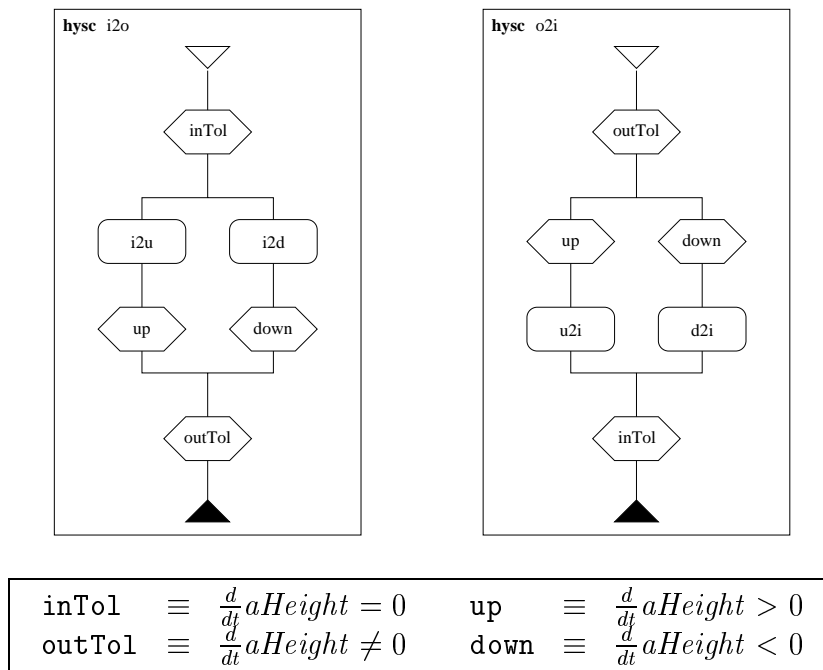 hysc i2o
inTol
i2u i2d
up down
outTol
hysc o2i
outTol
up down
u2i d2i
inTol
inTol ≡ d/dt aHeight = 0 up ≡ d/dt aHeight > 0
outTol ≡ d/dt aHeight ≠ 0 down ≡ d/dt aHeight < 0